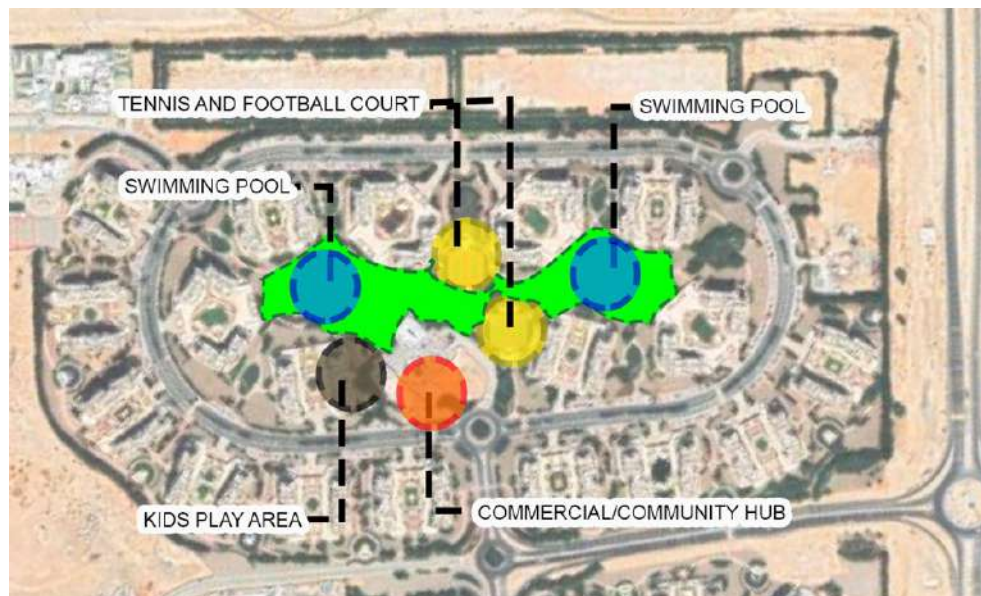 TENNIS AND FOOTBALL COURT
SWIMMING POOL
SWIMMING POOL
KIDS PLAY AREA
COMMERCIAL/COMMUNITY HUB